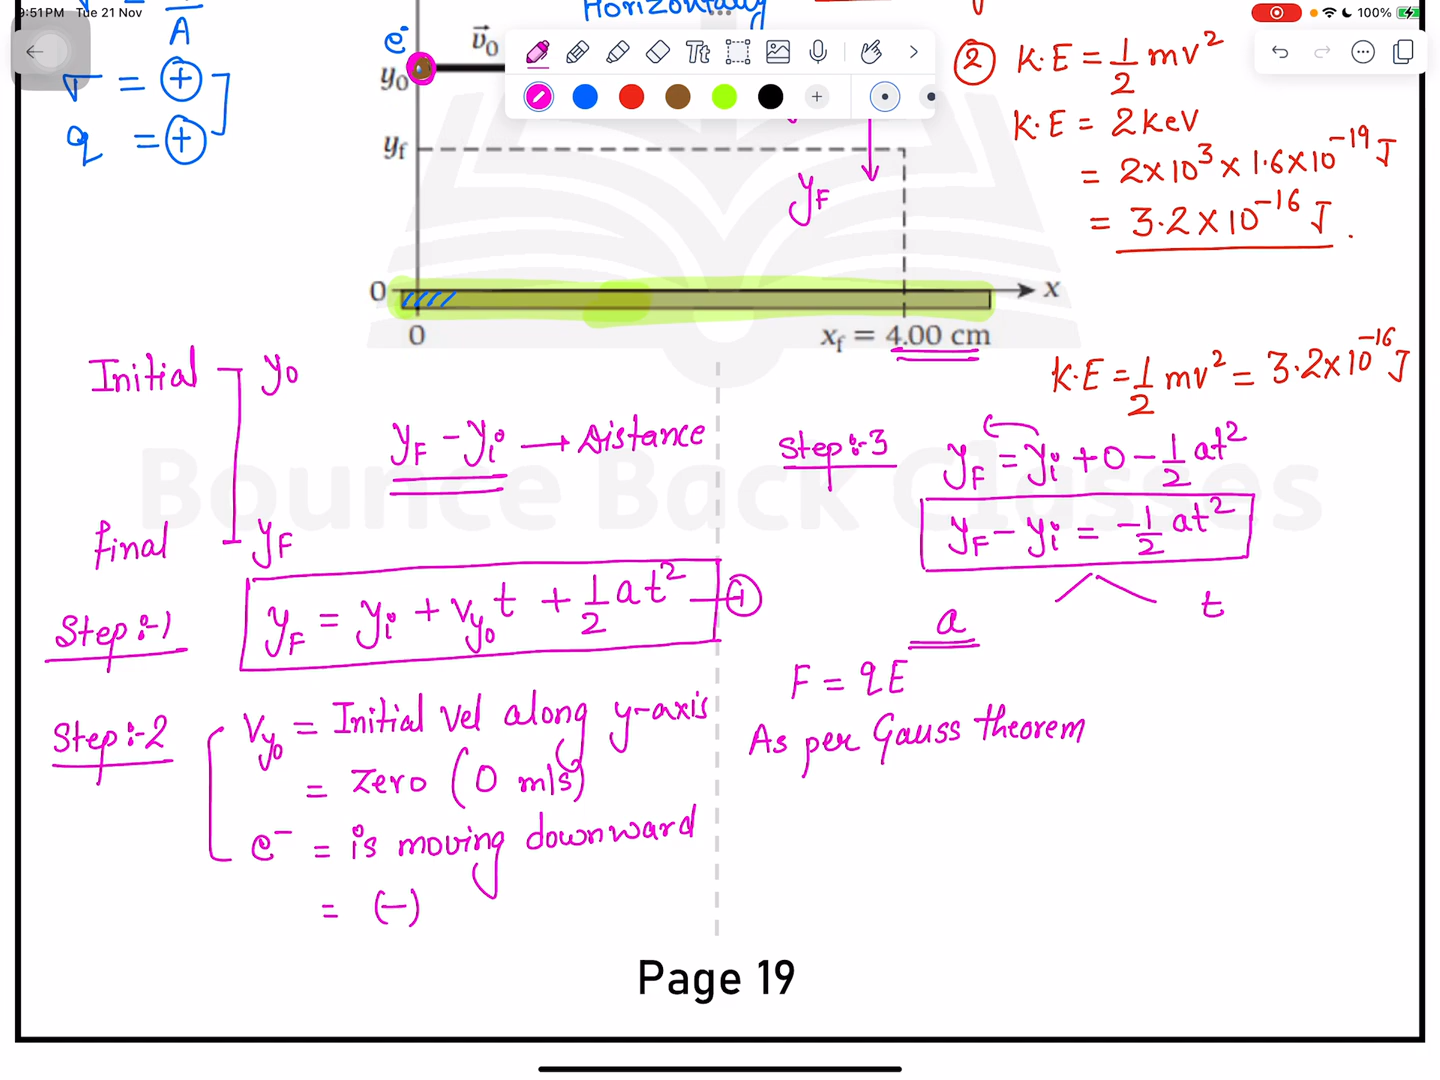 9:51PM Tue 21 Nov
100%
Horizontally
A
σ = ⊕
q = ⊕
e⁻
v⃗₀
y₀
y_f
y_F
0
x
0
x_f = 4.00 cm
Tt
② K.E = 1/2 mv²
K.E = 2keV
= 2×10³ × 1.6×10⁻¹⁹ J
= 3.2 × 10⁻¹⁶ J.
K.E = 1/2 mv² = 3.2×10⁻¹⁶ J
Initial y₀
y_F – y_i → Distance
final y_F
Step:-1 y_F = y_i + v_y₀ t + 1/2 at² — ①
Step:-2 v_y₀ = Initial vel along y-axis
= zero (0 m/s)
e⁻ = is moving downward
= (–)
Step:-3 y_F = y_i + 0 – 1/2 at²
y_F – y_i = –1/2 at²
a t
F = qE
As per Gauss theorem
Bounce Back Classes
Page 19